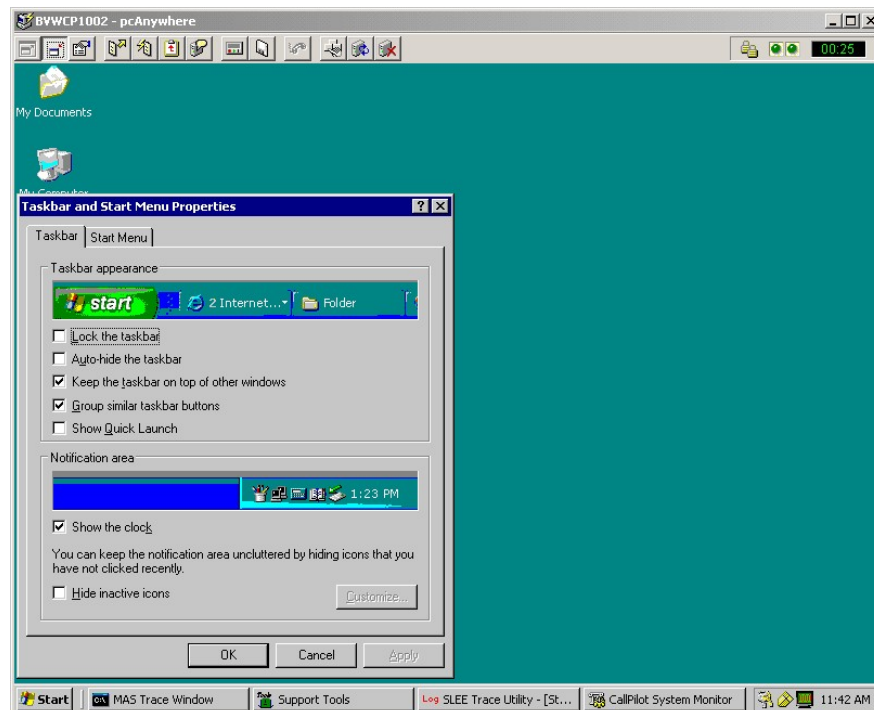 BVWCP1002 - pcAnywhere
00:25
My Documents
My Computer
Taskbar and Start Menu Properties
Taskbar
Start Menu
Taskbar appearance
start
2 Internet...
Folder
Lock the taskbar
Auto-hide the taskbar
Keep the taskbar on top of other windows
Group similar taskbar buttons
Show Quick Launch
Notification area
1:23 PM
Show the clock
You can keep the notification area uncluttered by hiding icons that you
have not clicked recently.
Hide inactive icons
Customize...
OK
Cancel
Apply
Start
MAS Trace Window
Support Tools
Log SLEE Trace Utility - [St...
CallPilot System Monitor
11:42 AM